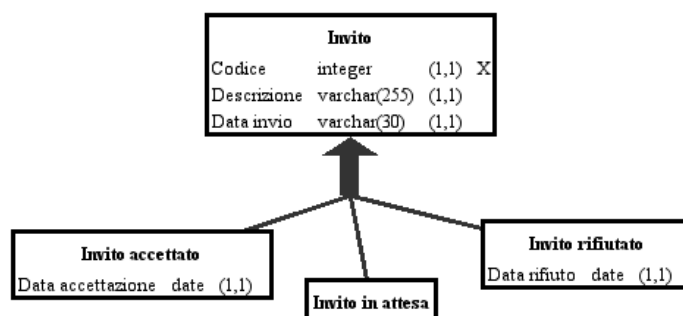 Invito
Codice integer (1,1) X
Descrizione varchar(255) (1,1)
Data invio varchar(30) (1,1)
Invito accettato
Data accettazione date (1,1)
Invito in attesa
Invito rifiutato
Data rifiuto date (1,1)